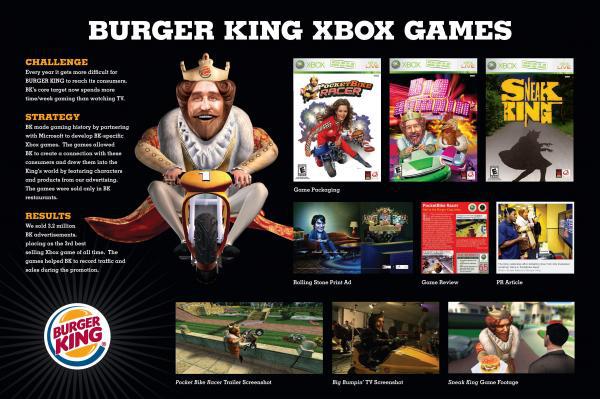 BURGER KING XBOX GAMES
CHALLENGE
Every year it gets more difficult for
BURGER KING to reach its consumers.
BK's core target now spends more
time/week gaming than watching TV.
STRATEGY
BK made gaming history by partnering
with Microsoft to develop BK-specific
Xbox games. The games allowed
BK to create a connection with these
consumers and drew them into the
King's world by featuring characters
and products from our advertising.
The games were sold only in BK
restaurants.
RESULTS
We sold 3.2 million
BK advertisements,
placing as the 3rd best
selling Xbox game of all time. The
games helped BK to record traffic and
sales during the promotion.
BURGER
KING
®
XBOX
POCKETBIKE
RACER
XBOX
BIG
BUMPIN'
XBOX
SNEAK
KING
Game Packaging
Rolling Stone Print Ad
PocketBike Racer
Game Review
PR Article
Pocket Bike Racer Trailer Screenshot
Big Bumpin' TV Screenshot
Sneak King Game Footage